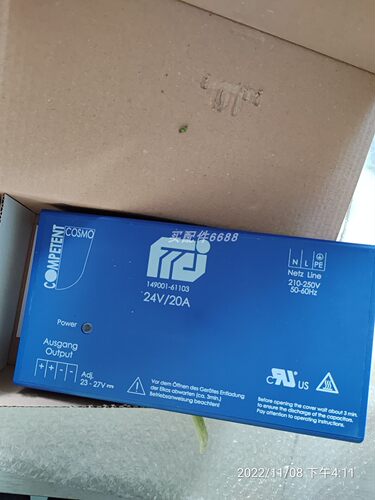 买配件6688
COMPETENT
COSMO
149001-61103
24V/20A
N L PE
Netz Line
210-250V
50-60Hz
Power
Ausgang
Output
+ + - -
Adj.
23 - 27V
Vor dem Öffnen des Gerätes Entladung
der Elkos abwarten (ca. 3min.)
Betriebsanweisung beachten!
C US
Before opening the cover wait about 3 min.
to ensure the discharge of the capacitors.
Pay attention to operating instructions.
2022/11/08 下午4:11